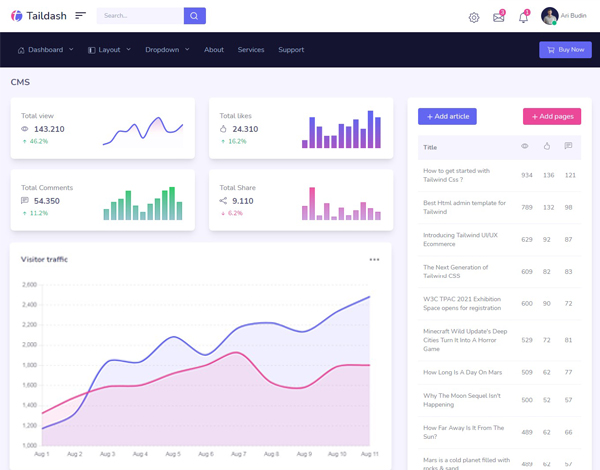 Taildash
Search...
3
1
Ari Budin
Dashboard
Layout
Dropdown
About
Services
Support
Buy Now
CMS
Total view
143.210
↑ 46.2%
Total likes
24.310
↑ 16.2%
Total Comments
54.350
↑ 11.2%
Total Share
9.110
↓ 6.2%
Visitor traffic
2,600
2,400
2,200
2,000
1,800
1,600
1,400
1,200
1,000
Aug 1 Aug 2 Aug 3 Aug 4 Aug 5 Aug 6 Aug 7 Aug 8 Aug 9 Aug 10 Aug 11
+ Add article
+ Add pages
Title
How to get started with
Tailwind Css ?
934 136 121
Best Html admin template for
Tailwind
789 132 98
Introducing Tailwind UI/UX
Ecommerce
629 92 87
The Next Generation of
Tailwind CSS
609 82 83
W3C TPAC 2021 Exhibition
Space opens for registration
600 90 72
Minecraft Wild Update's Deep
Cities Turn It Into A Horror
Game
529 72 81
How Long Is A Day On Mars
509 62 77
Why The Moon Sequel Isn't
Happening
500 52 57
How Far Away Is It From The
Sun?
489 62 66
Mars is a cold planet filled with
rocks & sand
489 62 57